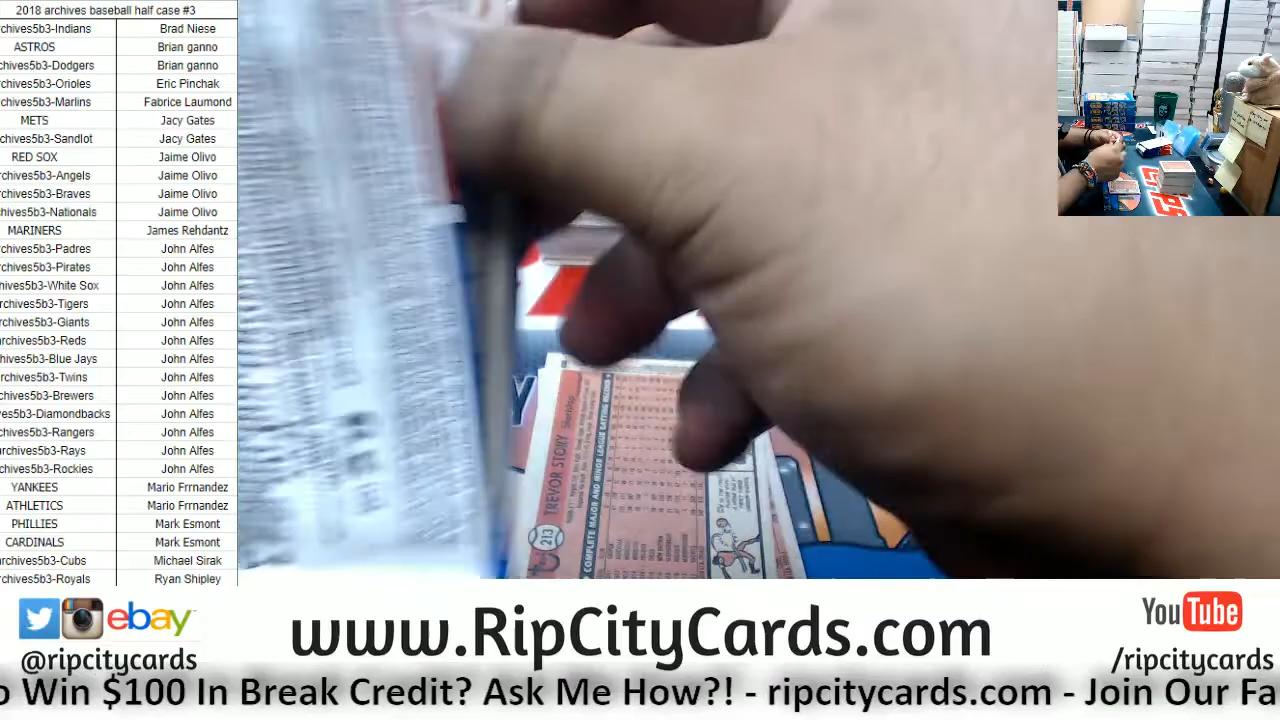 2018 archives baseball half case #3
rchives5b3-Indians Brad Niese
ASTROS Brian ganno
chives5b3-Dodgers Brian ganno
chives5b3-Orioles Eric Pinchak
chives5b3-Marlins Fabrice Laumond
METS Jacy Gates
chives5b3-Sandlot Jacy Gates
RED SOX Jaime Olivo
chives5b3-Angels Jaime Olivo
chives5b3-Braves Jaime Olivo
hives5b3-Nationals Jaime Olivo
MARINERS James Rehdantz
chives5b3-Padres John Alfes
chives5b3-Pirates John Alfes
hives5b3-White Sox John Alfes
rchives5b3-Tigers John Alfes
chives5b3-Giants John Alfes
rchives5b3-Reds John Alfes
hives5b3-Blue Jays John Alfes
chives5b3-Twins John Alfes
chives5b3-Brewers John Alfes
es5b3-Diamondbacks John Alfes
chives5b3-Rangers John Alfes
rchives5b3-Rays John Alfes
chives5b3-Rockies John Alfes
YANKEES Mario Frrnandez
ATHLETICS Mario Frrnandez
PHILLIES Mark Esmont
CARDINALS Mark Esmont
rchives5b3-Cubs Michael Sirak
chives5b3-Royals Ryan Shipley
213 TREVOR STORY Shortstop
COMPLETE MAJOR AND MINOR LEAGUE BATTING RECORD
ebay
@ripcitycards
www.RipCityCards.com
YouTube
/ripcitycards
o Win $100 In Break Credit? Ask Me How?! - ripcitycards.com - Join Our Fa